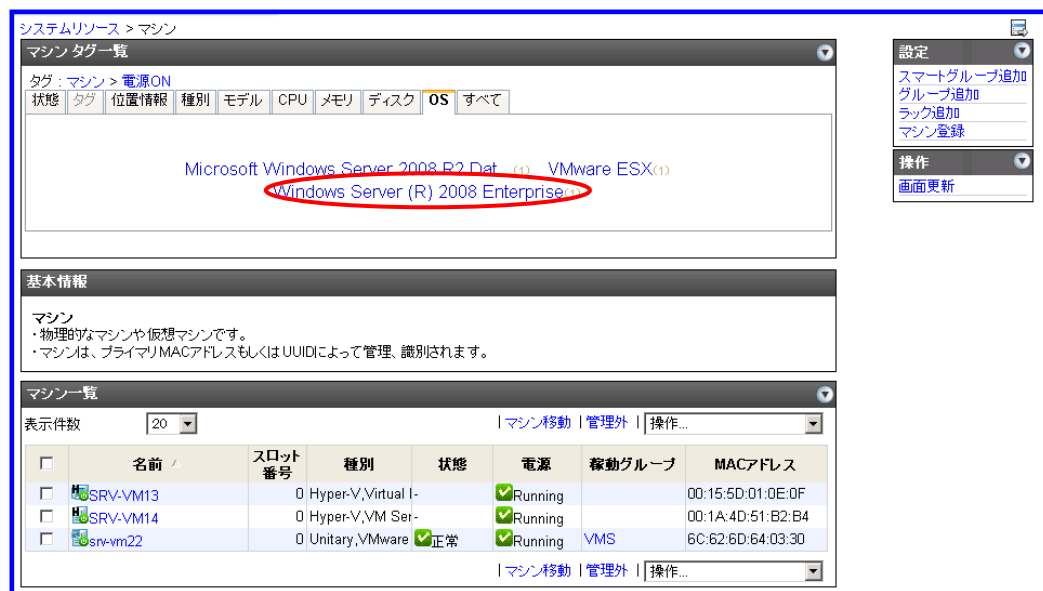 システムリソース > マシン
マシン タグ一覧
タグ : マシン > 電源ON
状態 タグ 位置情報 種別 モデル CPU メモリ ディスク OS すべて
Microsoft Windows Server 2008 R2 Dat... (1) VMware ESX(1)
Windows Server (R) 2008 Enterprise(1)
基本情報
マシン
・物理的なマシンや仮想マシンです。
・マシンは、プライマリMACアドレスもしくはUUIDによって管理、識別されます。
マシン一覧
表示件数 20 | マシン移動 | 管理外 | 操作...
名前 スロット番号 種別 状態 電源 稼動グループ MACアドレス
SRV-VM13 0 Hyper-V,Virtual - Running 00:15:5D:01:0E:0F
SRV-VM14 0 Hyper-V,VM Ser - Running 00:1A:4D:51:B2:B4
srv-vm22 0 Unitary,VMware 正常 Running VMS 6C:62:6D:64:03:30
| マシン移動 | 管理外 | 操作...
設定
スマートグループ追加
グループ追加
ラック追加
マシン登録
操作
画面更新